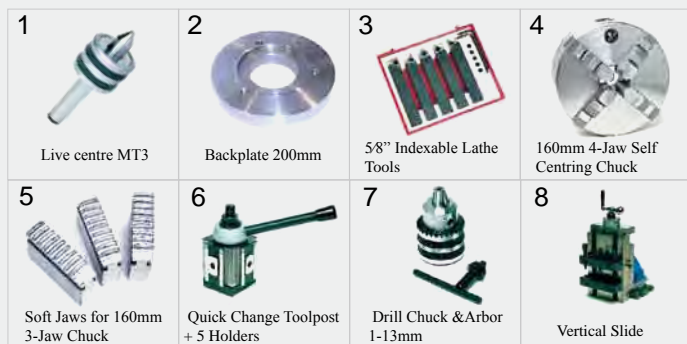 1
Live centre MT3
2
Backplate 200mm
3
5/8” Indexable Lathe
Tools
4
160mm 4-Jaw Self
Centring Chuck
5
Soft Jaws for 160mm
3-Jaw Chuck
6
Quick Change Toolpost
+ 5 Holders
7
Drill Chuck &Arbor
1-13mm
8
Vertical Slide